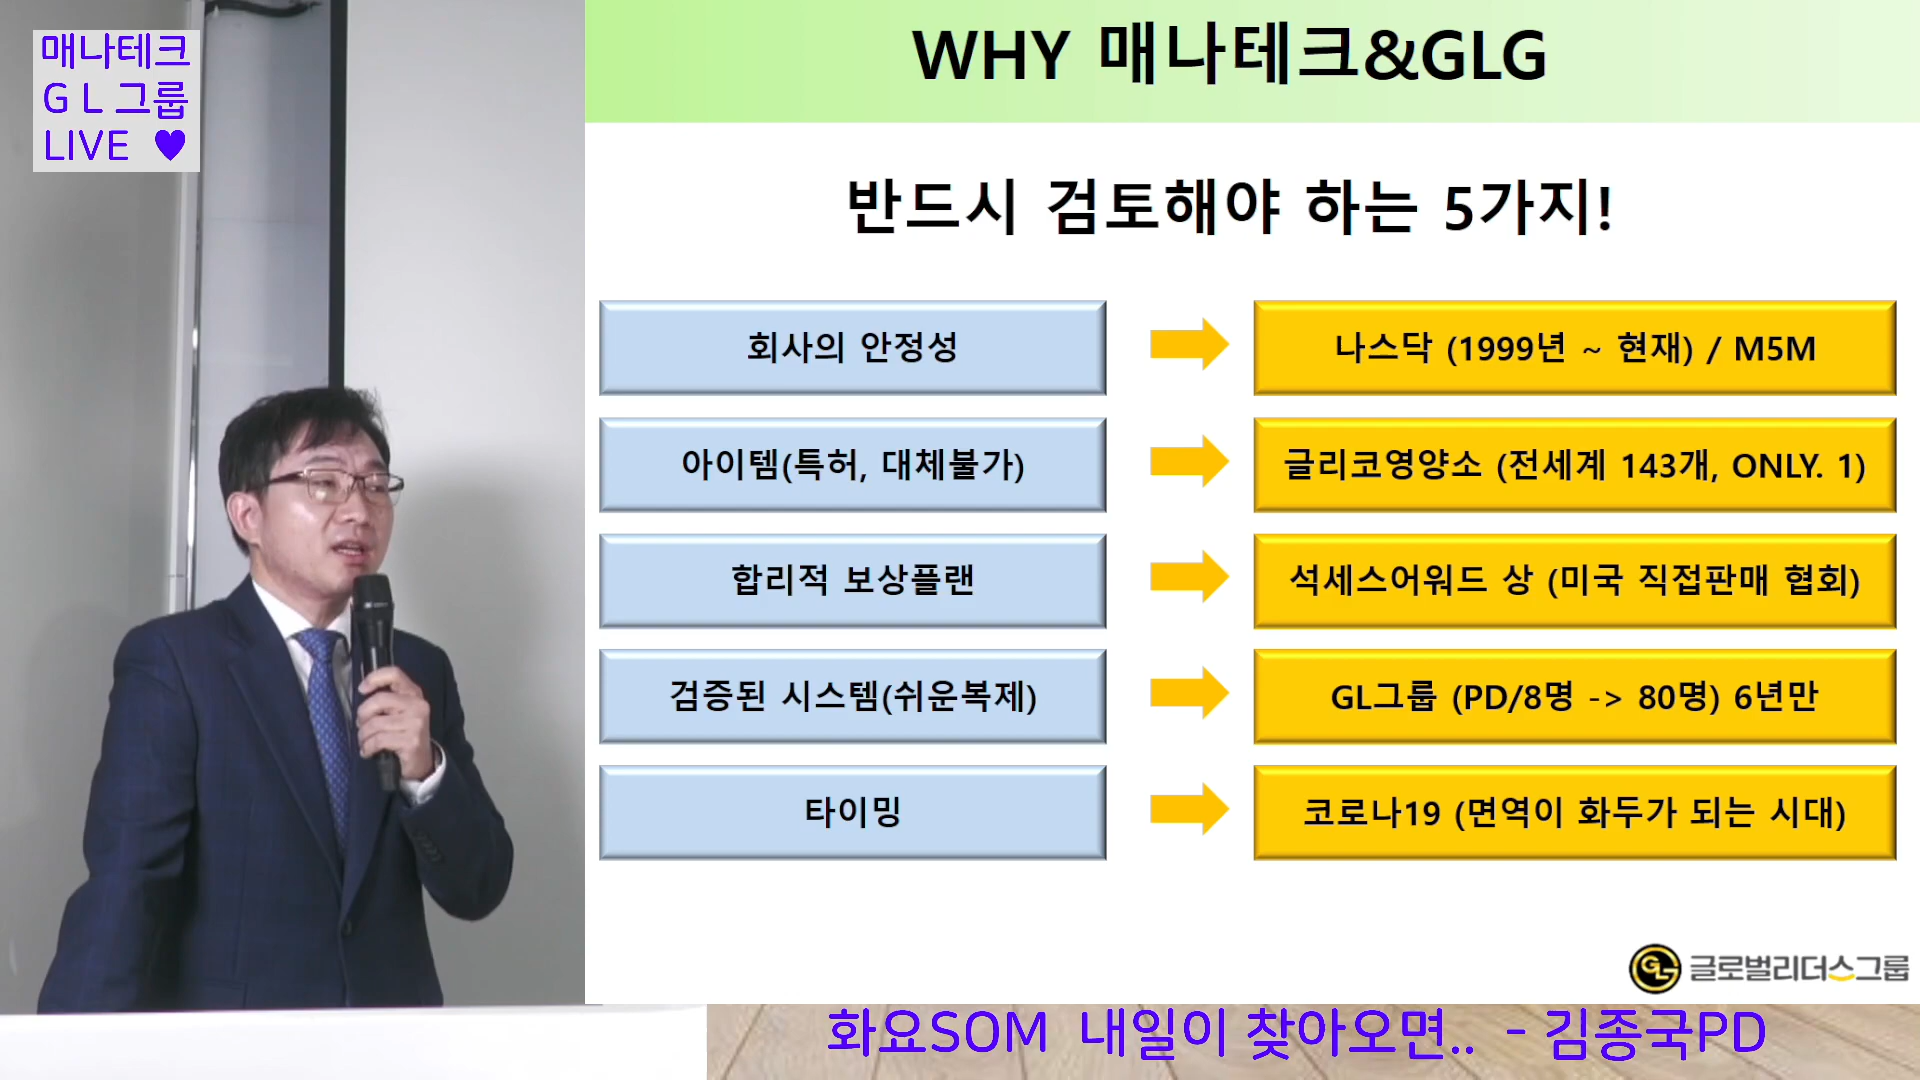 매나테크
G L 그룹
LIVE ♥
WHY 매나테크&GLG
반드시 검토해야 하는 5가지!
회사의 안정성
나스닥 (1999년 ~ 현재) / M5M
아이템(특허, 대체불가)
글리코영양소 (전세계 143개, ONLY. 1)
합리적 보상플랜
석세스어워드 상 (미국 직접판매 협회)
검증된 시스템(쉬운복제)
GL그룹 (PD/8명 -> 80명) 6년만
타이밍
코로나19 (면역이 화두가 되는 시대)
GLG 글로벌리더스그룹
화요SOM 내일이 찾아오면.. - 김종국PD